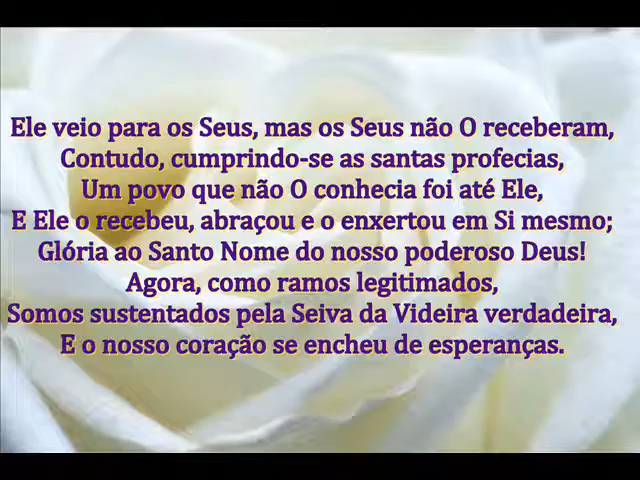 Ele veio para os Seus, mas os Seus não O receberam,
Contudo, cumprindo-se as santas profecias,
Um povo que não O conhecia foi até Ele,
E Ele o recebeu, abraçou e o enxertou em Si mesmo;
Glória ao Santo Nome do nosso poderoso Deus!
Agora, como ramos legitimados,
Somos sustentados pela Seiva da Videira verdadeira,
E o nosso coração se encheu de esperanças.